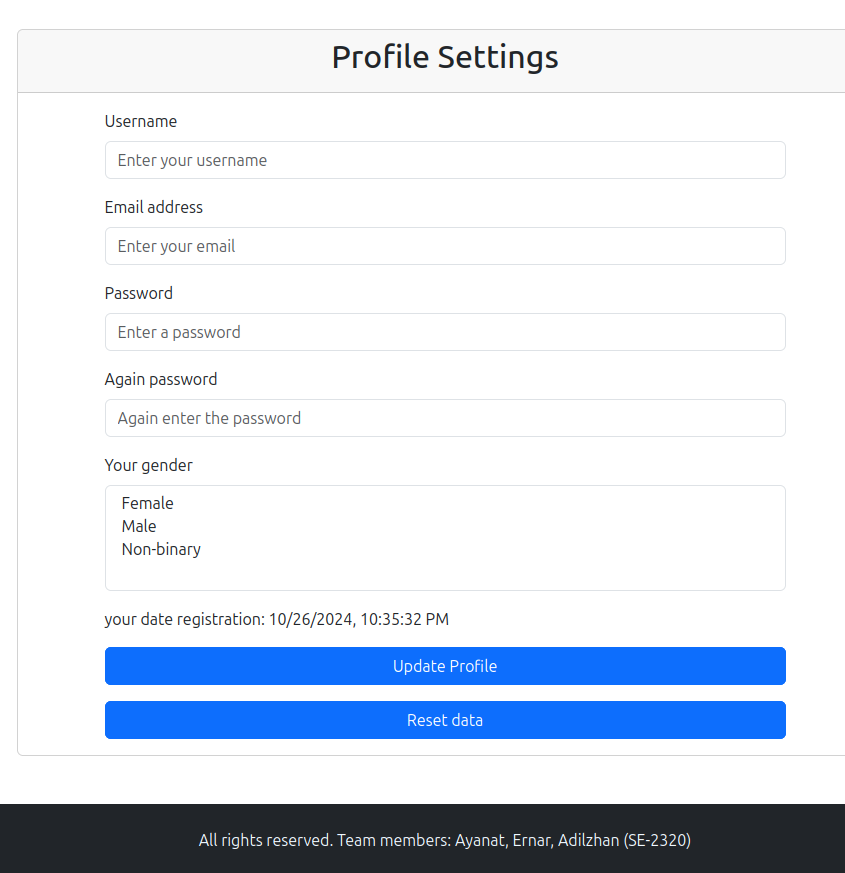 Profile Settings
Username
Enter your username
Email address
Enter your email
Password
Enter a password
Again password
Again enter the password
Your gender
Female
Male
Non-binary
your date registration: 10/26/2024, 10:35:32 PM
Update Profile
Reset data
All rights reserved. Team members: Ayanat, Ernar, Adilzhan (SE-2320)